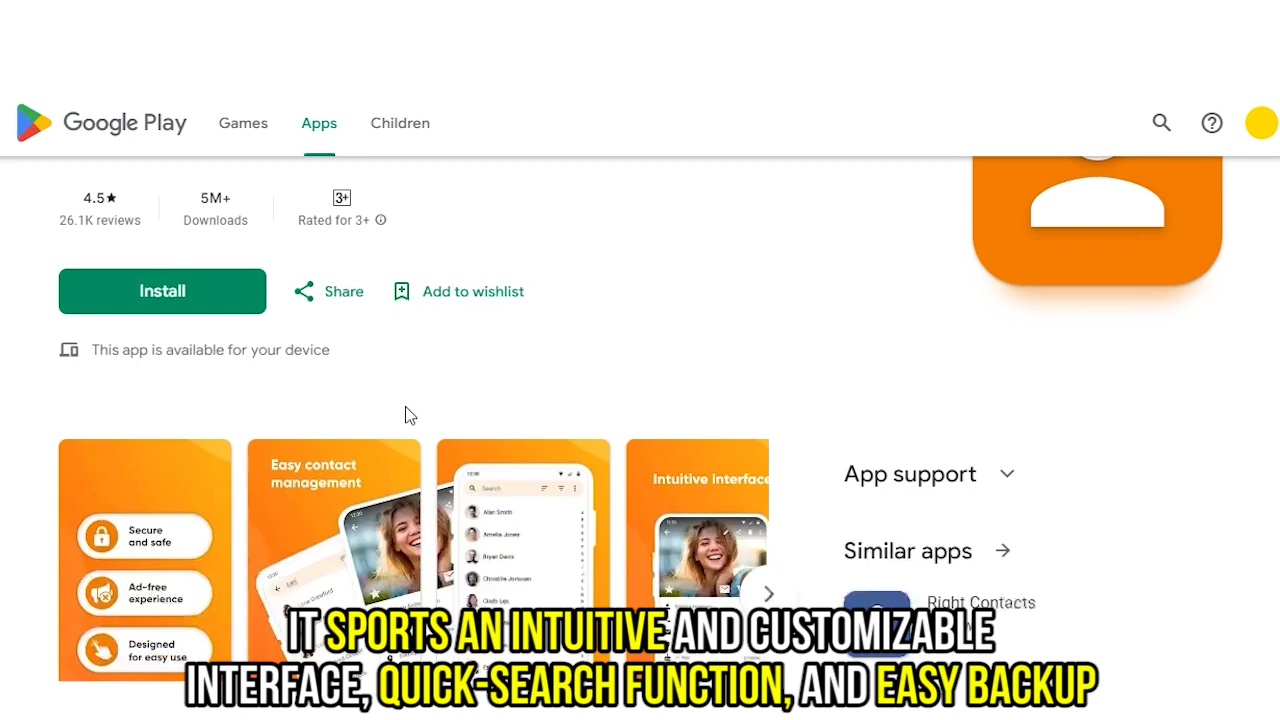 Google Play
Games
Apps
Children
4.5★
26.1K reviews
5M+
Downloads
3+
Rated for 3+
Install
Share
Add to wishlist
This app is available for your device
Secure
and safe
Ad-free
experience
Designed
for easy use
Easy contact
management
Search
Alan Smith
Amelia Jones
Bryan Davis
Christine Jonsson
Cindy Lee
Intuitive interface
App support
Similar apps
Right Contacts
IT SPORTS AN INTUITIVE AND CUSTOMIZABLE
INTERFACE, QUICK-SEARCH FUNCTION, AND EASY BACKUP